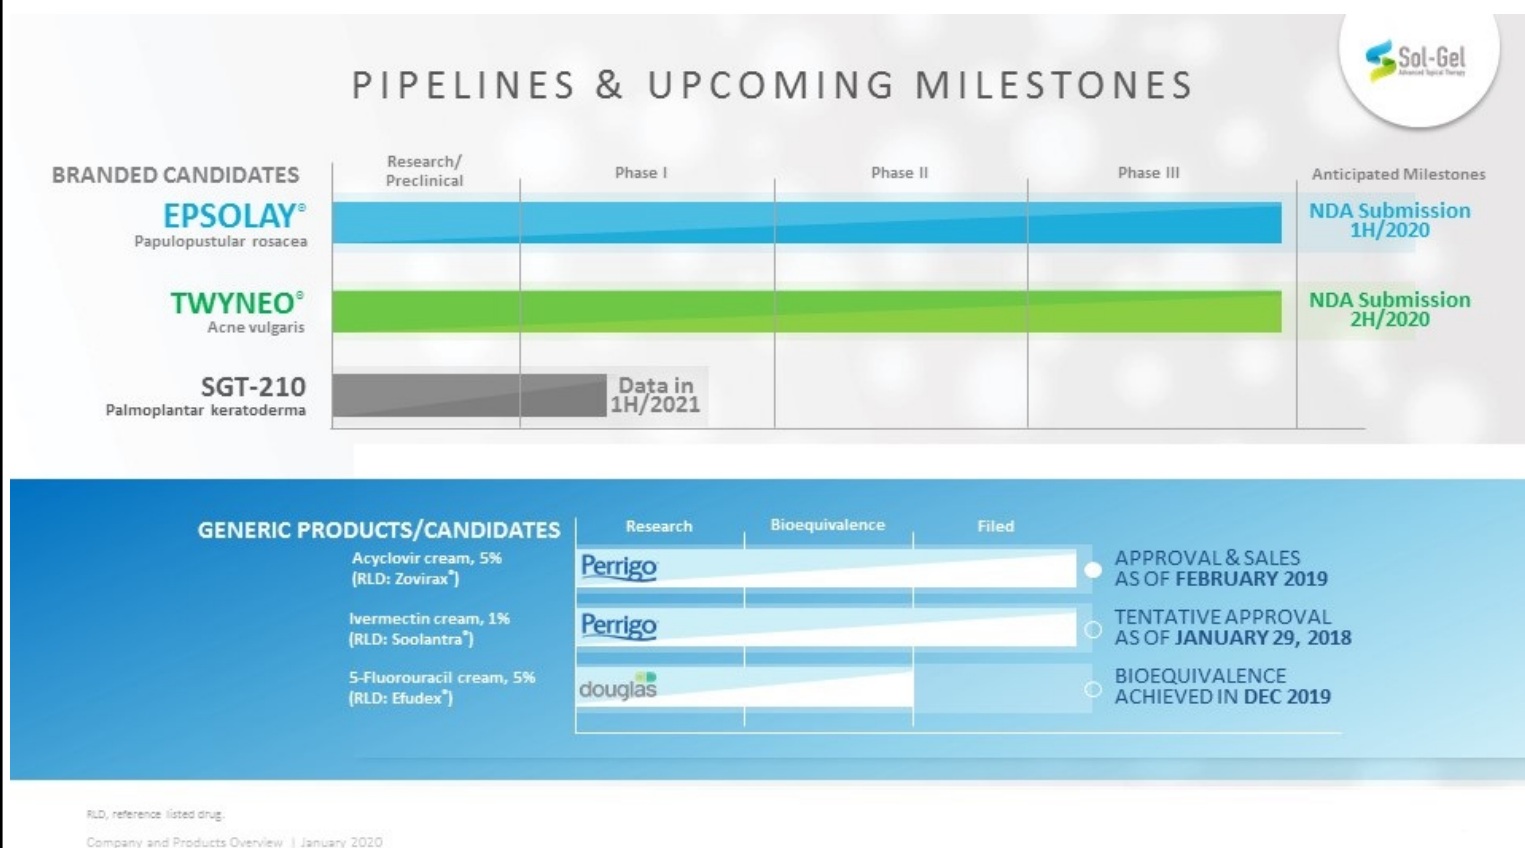 Sol-Gel
Advanced Topical Therapy
PIPELINES & UPCOMING MILESTONES
BRANDED CANDIDATES
Research/
Preclinical
Phase I
Phase II
Phase III
Anticipated Milestones
EPSOLAY®
Papulopustular rosacea
NDA Submission
1H/2020
TWYNEO®
Acne vulgaris
NDA Submission
2H/2020
SGT-210
Palmoplantar keratoderma
Data in
1H/2021
GENERIC PRODUCTS/CANDIDATES
Research
Bioequivalence
Filed
Acyclovir cream, 5%
(RLD: Zovirax®)
Perrigo
APPROVAL & SALES
AS OF FEBRUARY 2019
Ivermectin cream, 1%
(RLD: Soolantra®)
Perrigo
TENTATIVE APPROVAL
AS OF JANUARY 29, 2018
5-Fluorouracil cream, 5%
(RLD: Efudex®)
douglas
BIOEQUIVALENCE
ACHIEVED IN DEC 2019
RLD, reference listed drug.
Company and Products Overview | January 2020